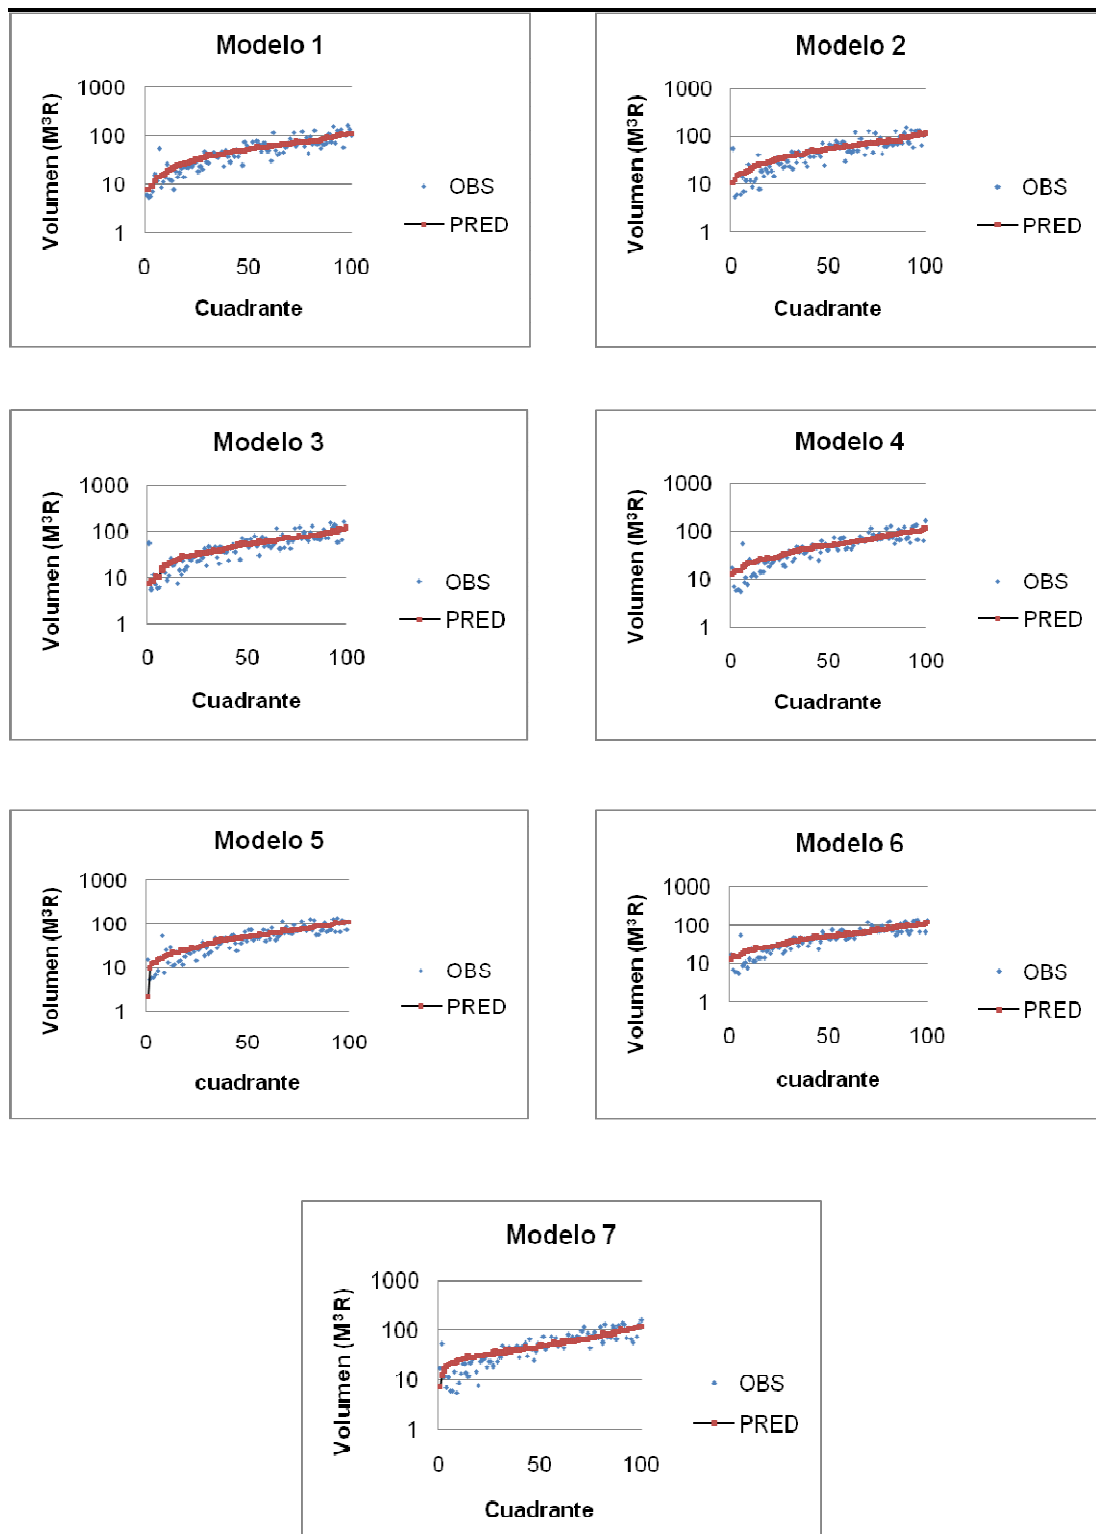 Modelo 1
Volumen (M³R)
1000
100
10
1
0 50 100
Cuadrante
OBS
PRED
Modelo 2
Volumen (M³R)
1000
100
10
1
0 50 100
Cuadrante
OBS
PRED
Modelo 3
Volumen (M³R)
1000
100
10
1
0 50 100
Cuadrante
OBS
PRED
Modelo 4
Volumen (M³R)
1000
100
10
1
0 50 100
Cuadrante
OBS
PRED
Modelo 5
Volumen (M³R)
1000
100
10
1
0 50 100
cuadrante
OBS
PRED
Modelo 6
Volumen (M³R)
1000
100
10
1
0 50 100
cuadrante
OBS
PRED
Modelo 7
Volumen (M³R)
1000
100
10
1
0 50 100
Cuadrante
OBS
PRED